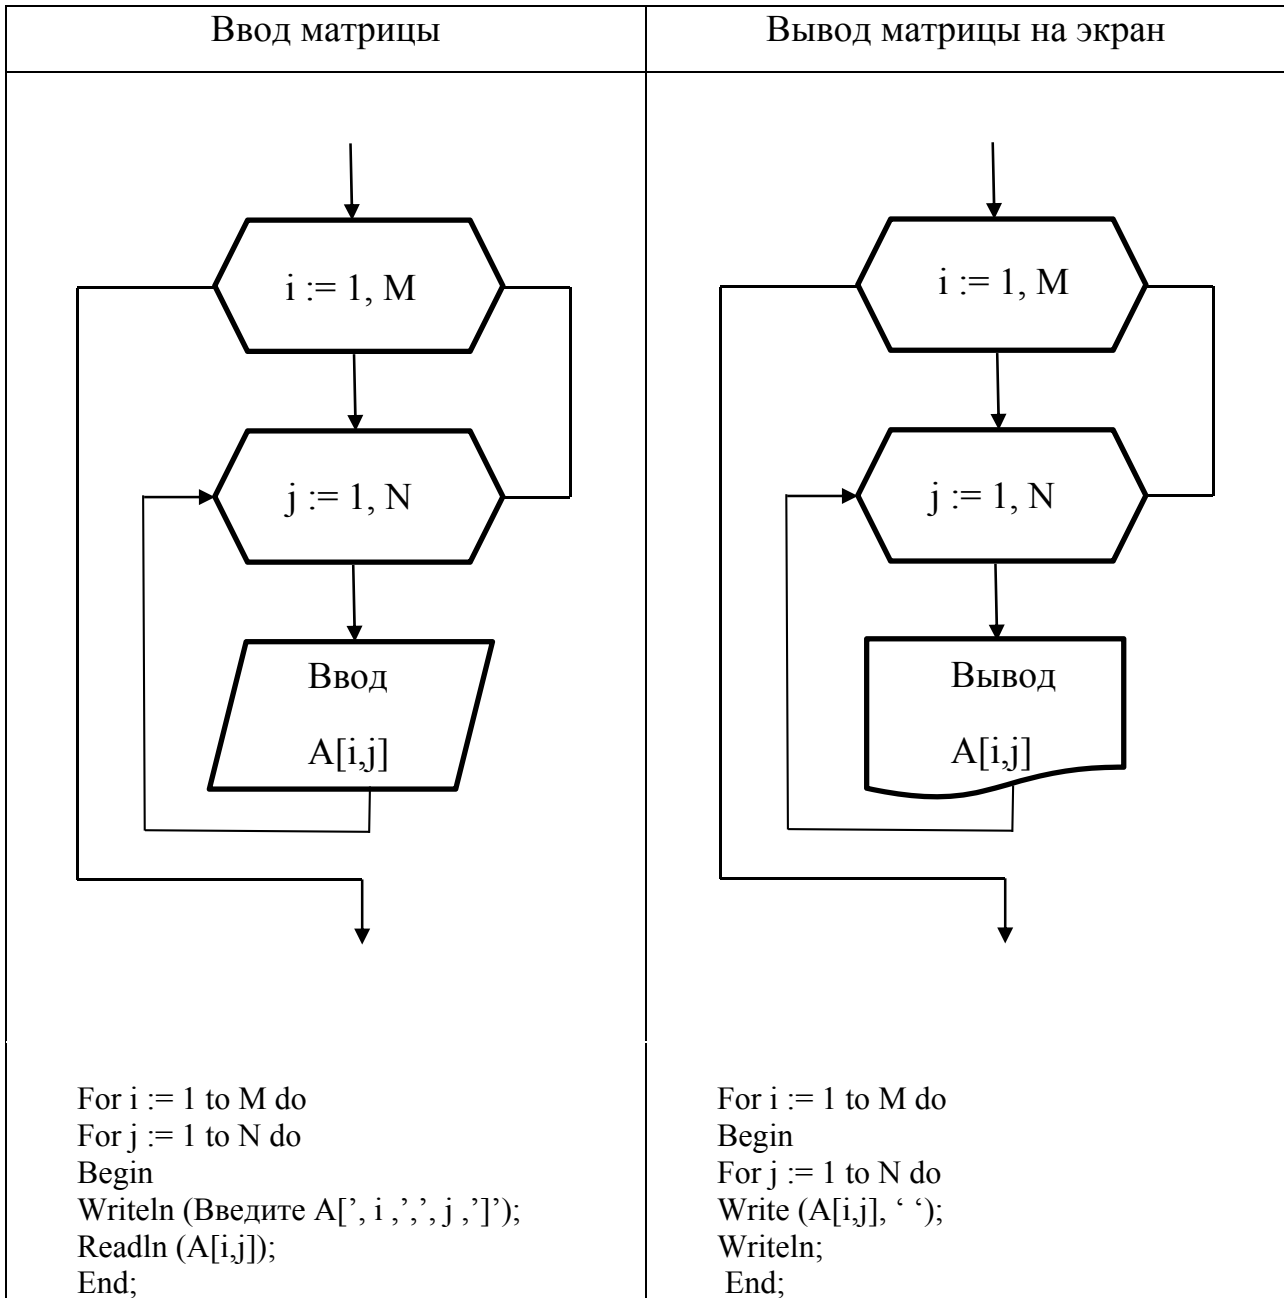 Ввод матрицы
Вывод матрицы на экран
i := 1, M
j := 1, N
Ввод
A[i,j]
i := 1, M
j := 1, N
Вывод
A[i,j]
For i := 1 to M do
For j := 1 to N do
Begin
Writeln (Введите A[’, i ,’,’, j ,’]’);
Readln (A[i,j]);
End;
For i := 1 to M do
Begin
For j := 1 to N do
Write (A[i,j], ‘ ‘);
Writeln;
End;